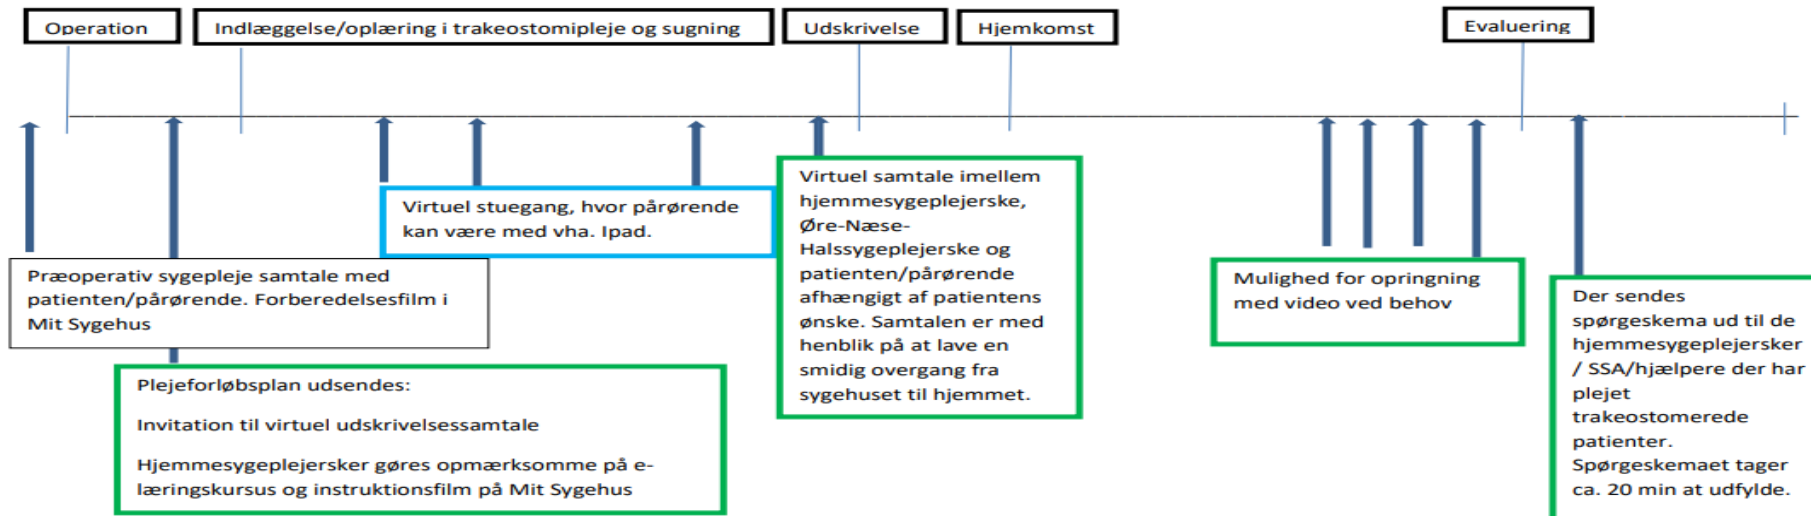 Operation
Indlæggelse/oplæring i trakeostomipleje og sugning
Udskrivelse
Hjemkomst
Evaluering
Virtuel stuegang, hvor pårørende
kan være med vha. Ipad.
Præoperativ sygepleje samtale med
patienten/pårørende. Forberedelsesfilm i
Mit Sygehus
Plejeforløbsplan udsendes:
Invitation til virtuel udskrivelsessamtale
Hjemmesygeplejersker gøres opmærksomme på e-
læringskursus og instruktionsfilm på Mit Sygehus
Virtuel samtale imellem
hjemmesygeplejerske,
Øre-Næse-
Halssygeplejerske og
patienten/pårørende
afhængigt af patientens
ønske. Samtalen er med
henblik på at lave en
smidig overgang fra
sygehuset til hjemmet.
Mulighed for opringning
med video ved behov
Der sendes
spørgeskema ud til de
hjemmesygeplejersker
/ SSA/hjælpere der har
plejet
trakeostomerede
patienter.
Spørgeskemaet tager
ca. 20 min at udfylde.